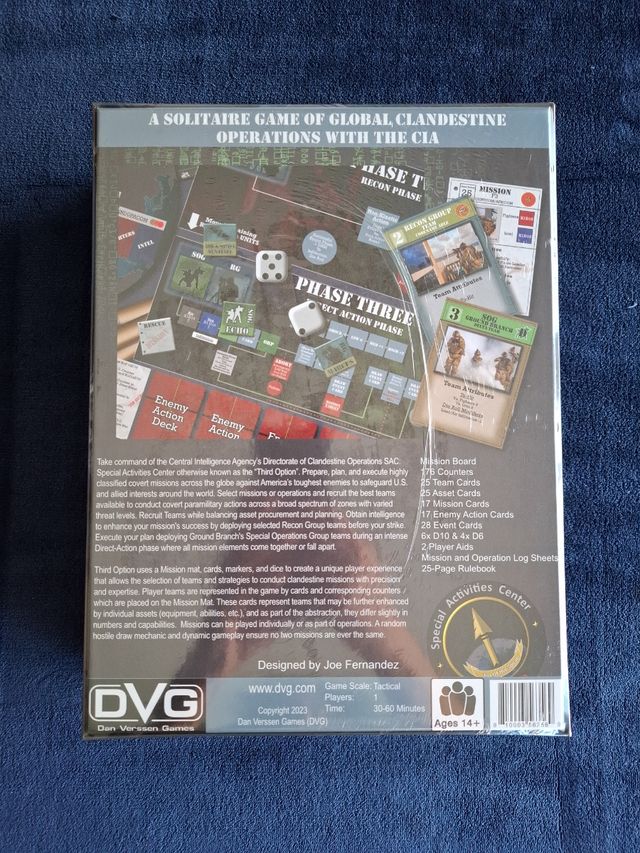 A SOLITAIRE GAME OF GLOBAL, CLANDESTINE
OPERATIONS WITH THE CIA
RECON PHASE
UNITS
SOG
RG
PHASE THREE
ECHO
RESCUE
Enemy
Action
Deck
Enemy
Action
MISSION
26
2 RECON GROUP
TEAM
Team Attributes
3 SOG
GROUND BRANCH
DELTA TEAM
Team Attributes
Take command of the Central Intelligence Agency's Directorate of Clandestine Operations SAC:
Special Activities Center otherwise known as the "Third Option". Prepare, plan, and execute highly
classified covert missions across the globe against America's toughest enemies to safeguard U.S.
and allied interests around the world. Select missions or operations and recruit the best teams
available to conduct covert paramilitary actions across a broad spectrum of zones with varied
threat levels. Recruit Teams while balancing asset procurement and planning. Obtain intelligence
to enhance your mission's success by deploying selected Recon Group teams before your strike.
Execute your plan deploying Ground Branch's Special Operations Group teams during an intense
Direct-Action phase where all mission elements come together or fall apart.
Third Option uses a Mission mat, cards, markers, and dice to create a unique player experience
that allows the selection of teams and strategies to conduct clandestine missions with precision
and expertise. Player teams are represented in the game by cards and corresponding counters
which are placed on the Mission Mat. These cards represent teams that may be further enhanced
by individual assets (equipment, abilities, etc.), and as part of the abstraction, they differ slightly in
numbers and capabilities. Missions can be played individually or as part of operations. A random
hostile draw mechanic and dynamic gameplay ensure no two missions are ever the same.
Designed by Joe Fernandez
Mission Board
176 Counters
25 Team Cards
25 Asset Cards
17 Mission Cards
17 Enemy Action Cards
28 Event Cards
6x D10 & 4x D6
2 Player Aids
Mission and Operation Log Sheets
25-Page Rulebook
Special Activities Center
DVG
Dan Verssen Games
www.dvg.com
Copyright 2023
Dan Verssen Games (DVG)
Game Scale: Tactical
Players: 1
Time: 30-60 Minutes
Ages 14+